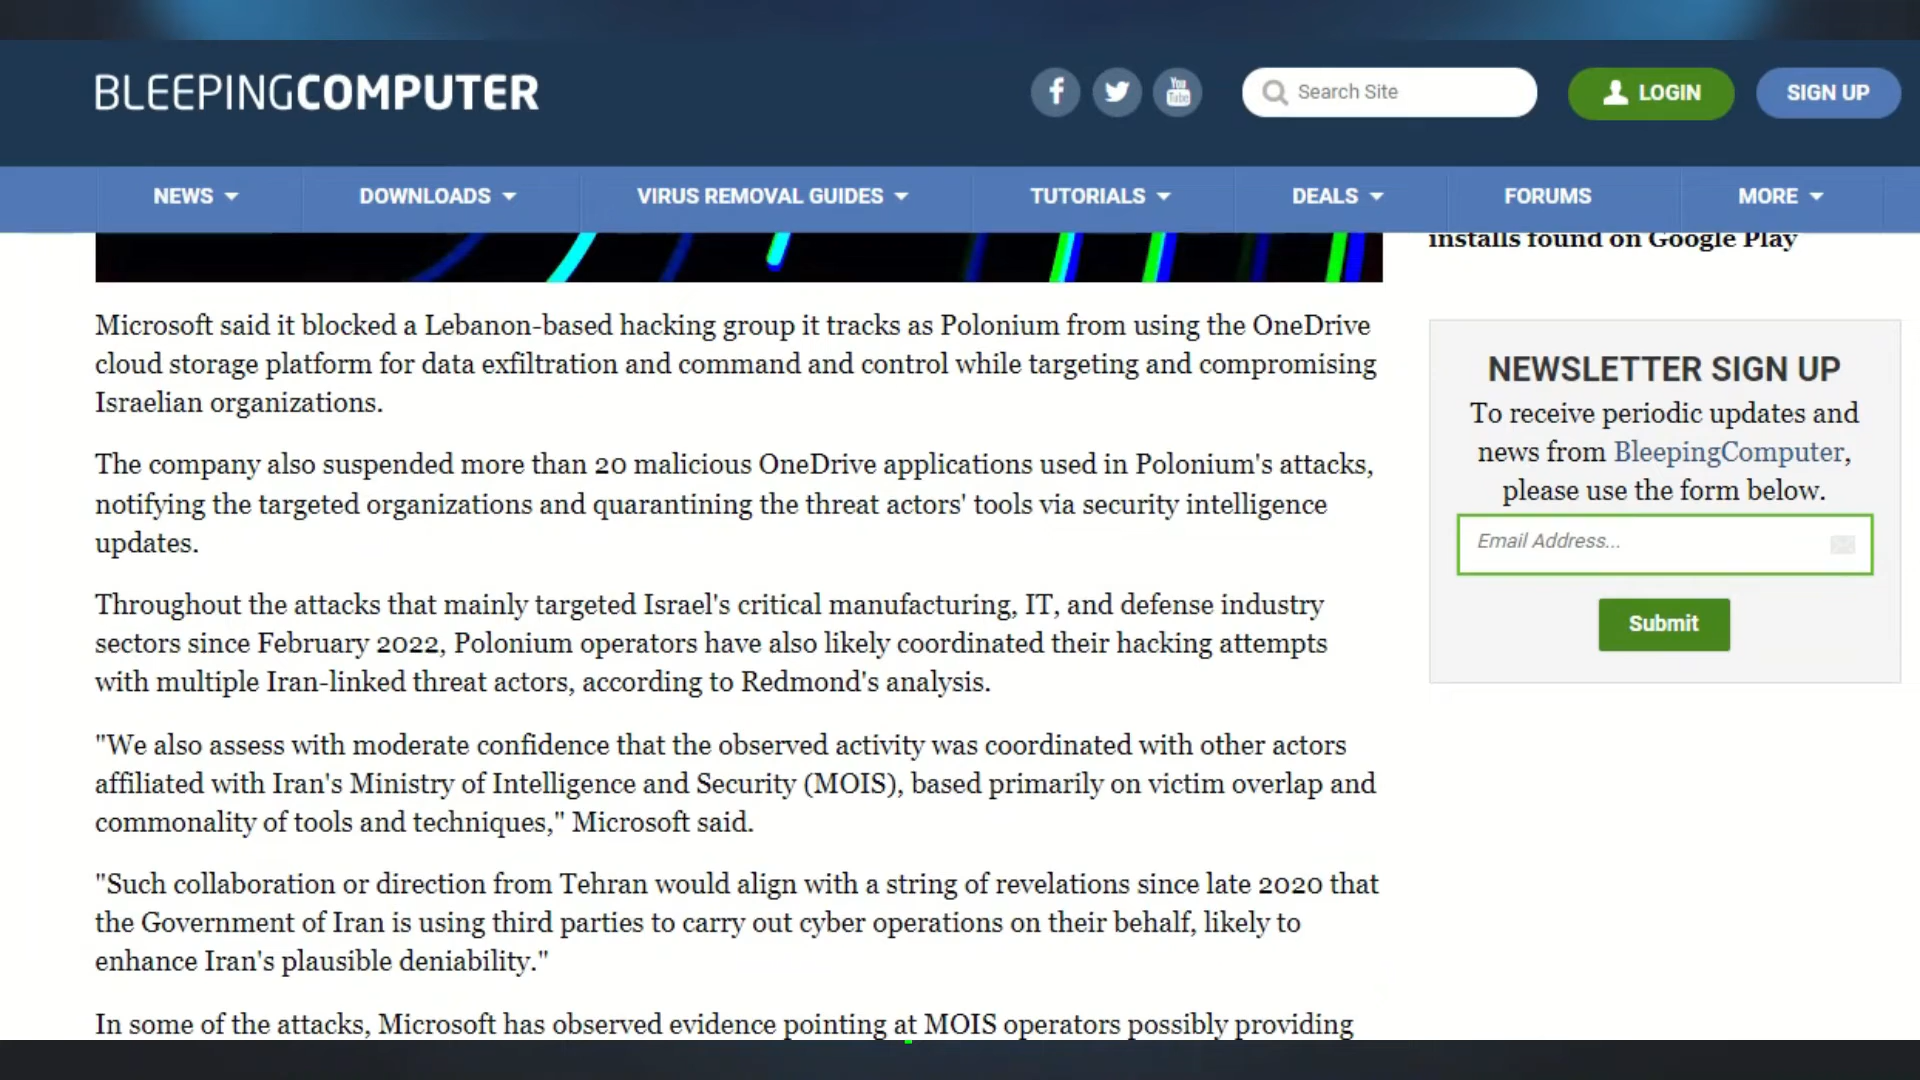 BLEEPINGCOMPUTER
Search Site
LOGIN
SIGN UP
NEWS
DOWNLOADS
VIRUS REMOVAL GUIDES
TUTORIALS
DEALS
FORUMS
MORE
installs found on Google Play
Microsoft said it blocked a Lebanon-based hacking group it tracks as Polonium from using the OneDrive
cloud storage platform for data exfiltration and command and control while targeting and compromising
Israelian organizations.
The company also suspended more than 20 malicious OneDrive applications used in Polonium's attacks,
notifying the targeted organizations and quarantining the threat actors' tools via security intelligence
updates.
Throughout the attacks that mainly targeted Israel's critical manufacturing, IT, and defense industry
sectors since February 2022, Polonium operators have also likely coordinated their hacking attempts
with multiple Iran-linked threat actors, according to Redmond's analysis.
"We also assess with moderate confidence that the observed activity was coordinated with other actors
affiliated with Iran's Ministry of Intelligence and Security (MOIS), based primarily on victim overlap and
commonality of tools and techniques," Microsoft said.
"Such collaboration or direction from Tehran would align with a string of revelations since late 2020 that
the Government of Iran is using third parties to carry out cyber operations on their behalf, likely to
enhance Iran's plausible deniability."
In some of the attacks, Microsoft has observed evidence pointing at MOIS operators possibly providing
NEWSLETTER SIGN UP
To receive periodic updates and
news from BleepingComputer,
please use the form below.
Email Address...
Submit